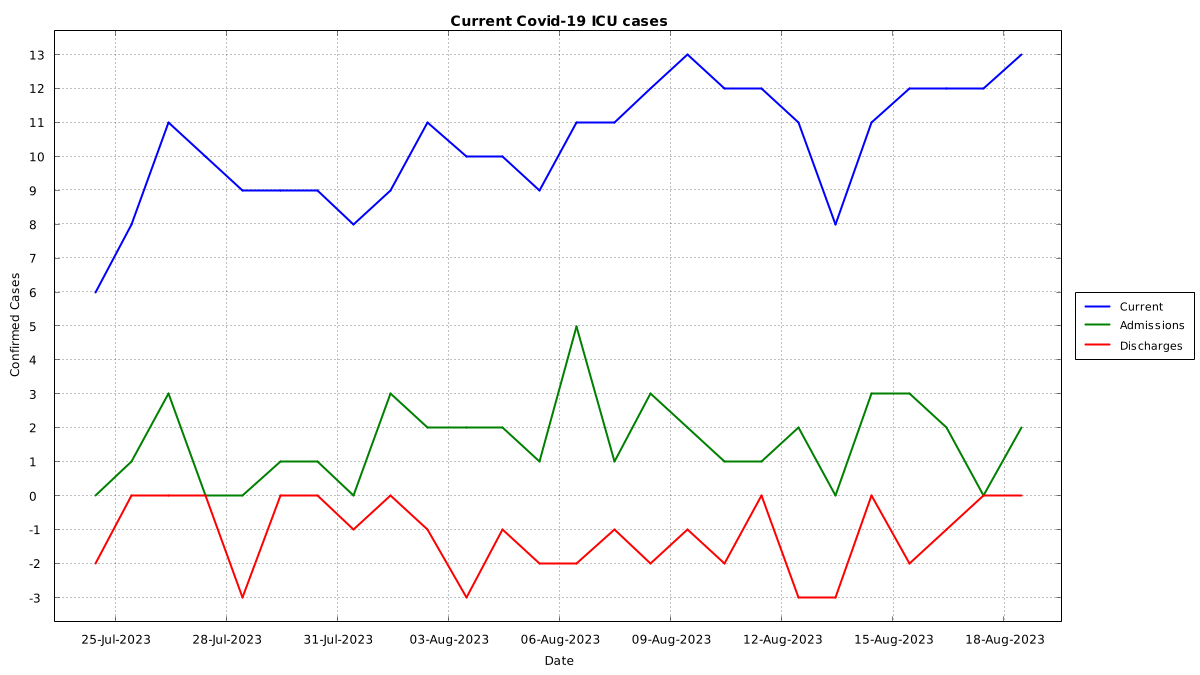 Current Covid-19 ICU cases
Confirmed Cases
13
12
11
10
9
8
7
6
5
4
3
2
1
0
-1
-2
-3
25-Jul-2023 28-Jul-2023 31-Jul-2023 03-Aug-2023 06-Aug-2023 09-Aug-2023 12-Aug-2023 15-Aug-2023 18-Aug-2023
Date
Current
Admissions
Discharges